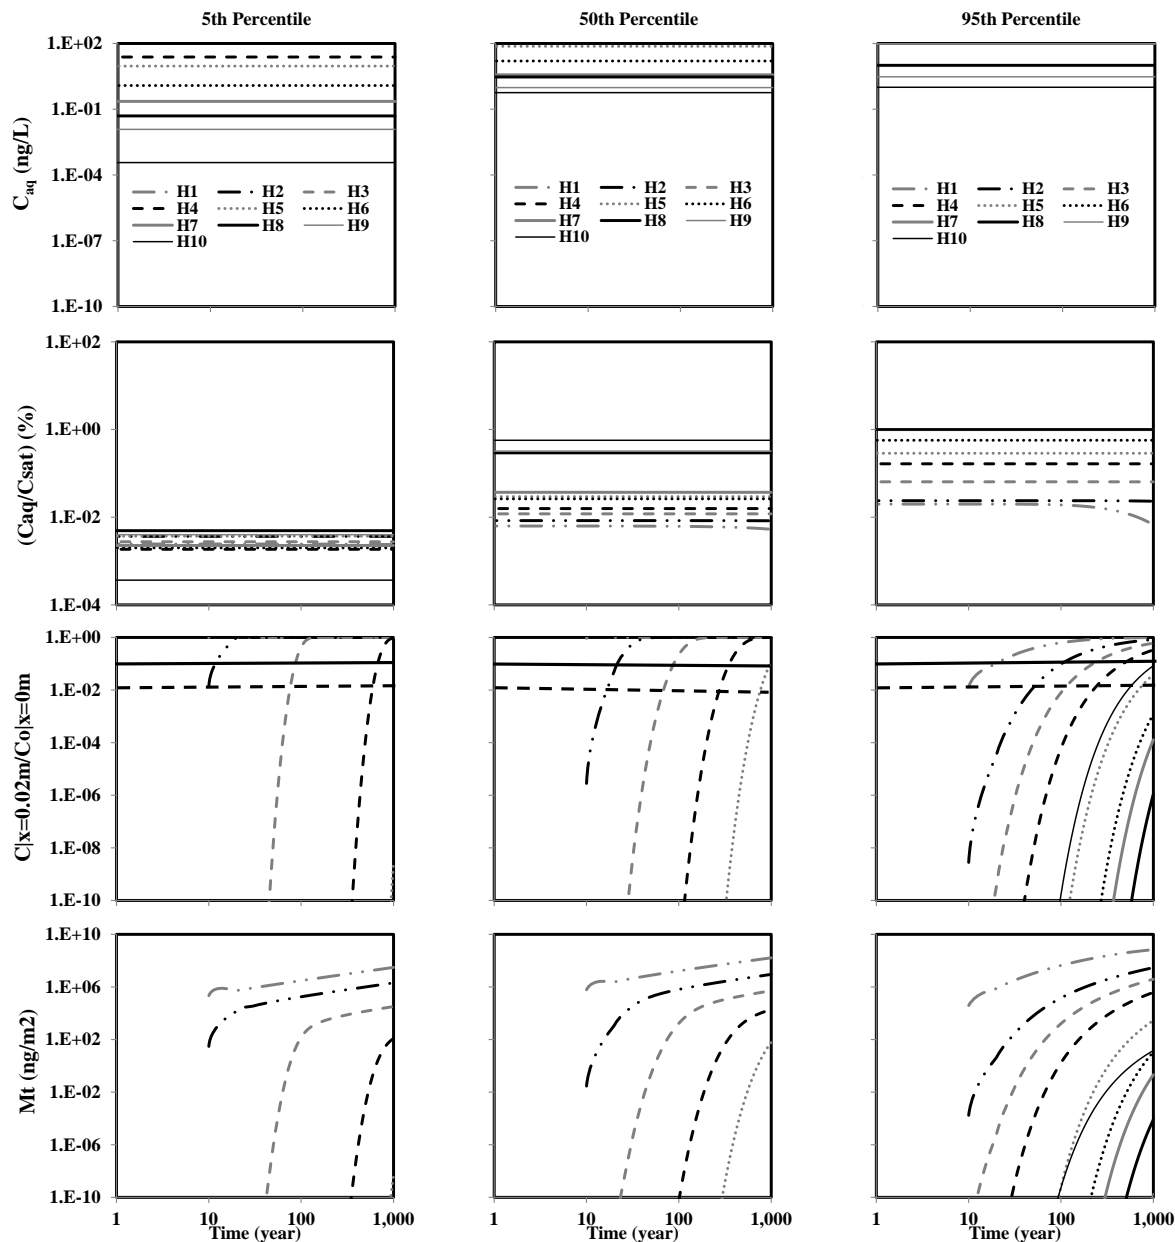 5th Percentile
50th Percentile
95th Percentile
C_aq (ng/L)
1.E+02
1.E-01
1.E-04
1.E-07
1.E-10
H1 H2 H3
H4 H5 H6
H7 H8 H9
H10
H1 H2 H3
H4 H5 H6
H7 H8 H9
H10
H1 H2 H3
H4 H5 H6
H7 H8 H9
H10
(Caq/Csat) (%)
1.E+02
1.E+00
1.E-02
1.E-04
C|x=0.02m/Co|x=0m
1.E+00
1.E-02
1.E-04
1.E-06
1.E-08
1.E-10
Mt (ng/m2)
1.E+10
1.E+06
1.E+02
1.E-02
1.E-06
1.E-10
1 10 100 1,000
Time (year)
1 10 100 1,000
Time (year)
1 10 100 1,000
Time (year)